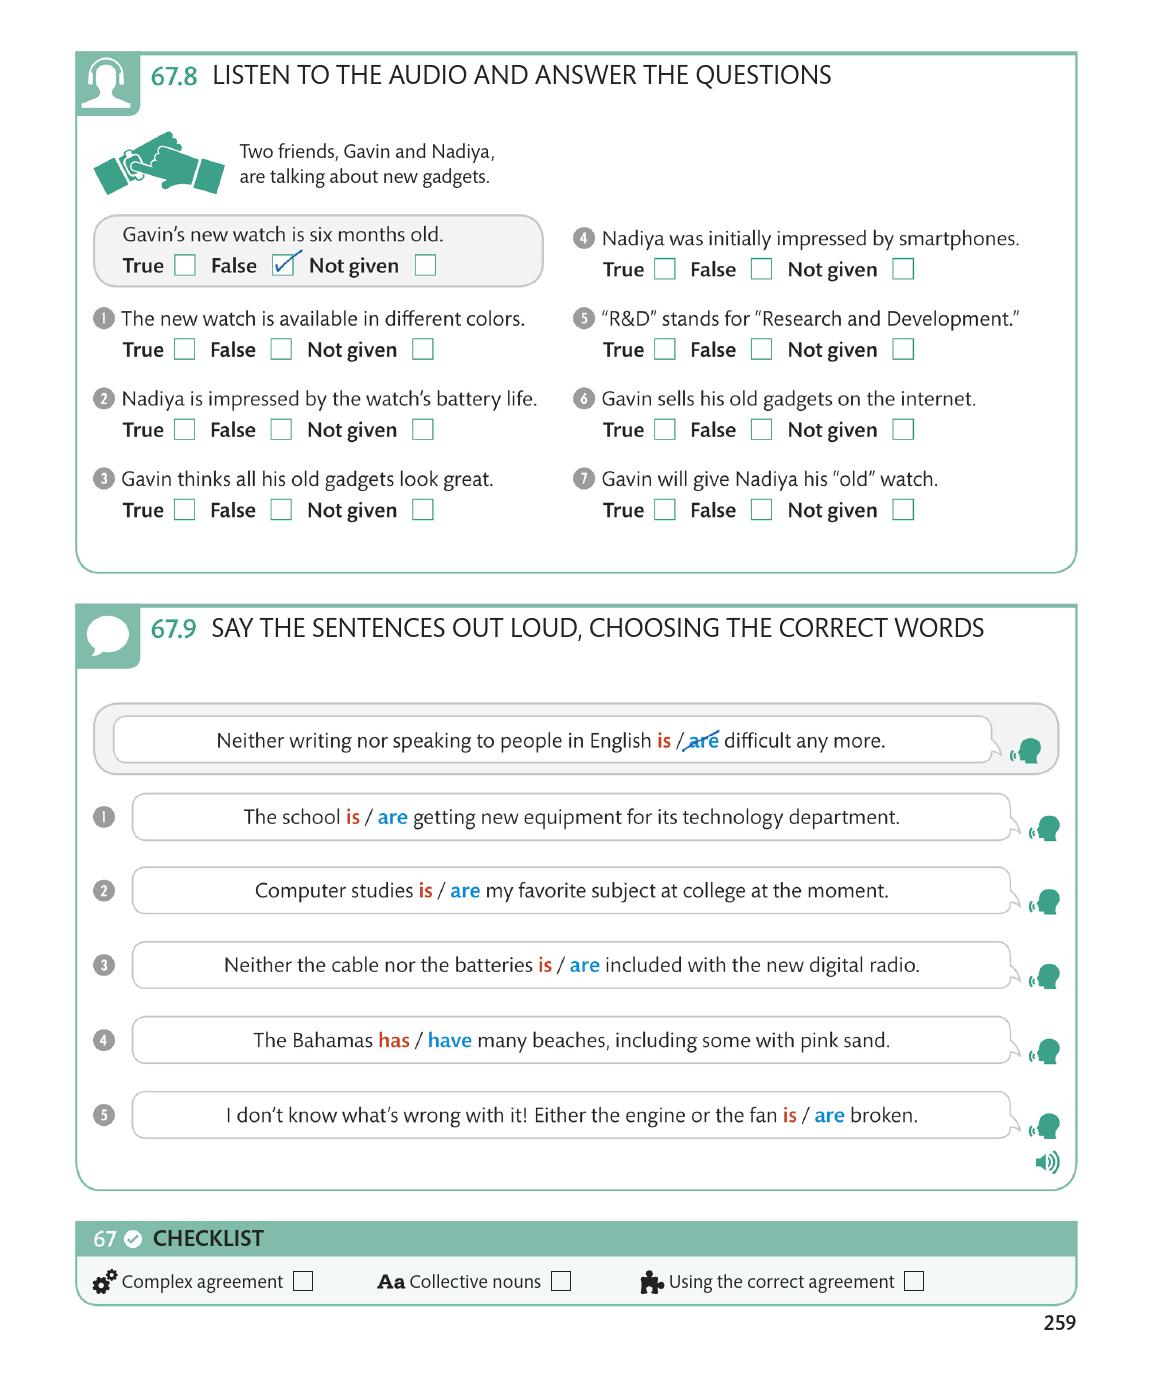 67.8 LISTEN TO THE AUDIO AND ANSWER THE QUESTIONS
Two friends, Gavin and Nadiya,
are talking about new gadgets.
Gavin’s new watch is six months old.
True False Not given
1 The new watch is available in different colors.
True False Not given
2 Nadiya is impressed by the watch’s battery life.
True False Not given
3 Gavin thinks all his old gadgets look great.
True False Not given
4 Nadiya was initially impressed by smartphones.
True False Not given
5 “R&D” stands for “Research and Development.”
True False Not given
6 Gavin sells his old gadgets on the internet.
True False Not given
7 Gavin will give Nadiya his “old” watch.
True False Not given
67.9 SAY THE SENTENCES OUT LOUD, CHOOSING THE CORRECT WORDS
Neither writing nor speaking to people in English is / are difficult any more.
1 The school is / are getting new equipment for its technology department.
2 Computer studies is / are my favorite subject at college at the moment.
3 Neither the cable nor the batteries is / are included with the new digital radio.
4 The Bahamas has / have many beaches, including some with pink sand.
5 I don’t know what’s wrong with it! Either the engine or the fan is / are broken.
67 CHECKLIST
Complex agreement Aa Collective nouns Using the correct agreement
259